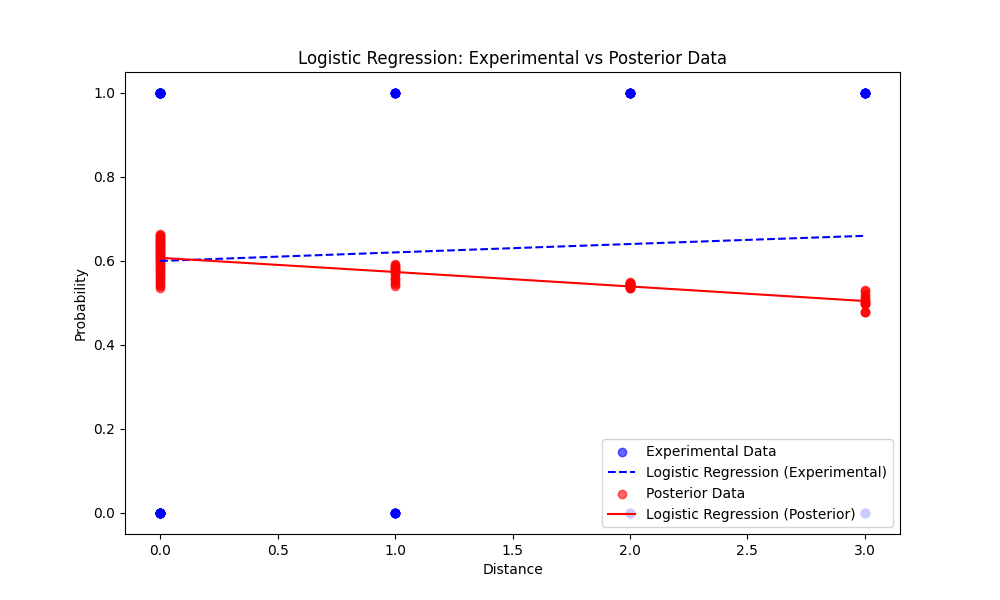 Logistic Regression: Experimental vs Posterior Data
1.0
0.8
0.6
0.4
0.2
0.0
Probability
Experimental Data
Logistic Regression (Experimental)
Posterior Data
Logistic Regression (Posterior)
0.0 0.5 1.0 1.5 2.0 2.5 3.0
Distance